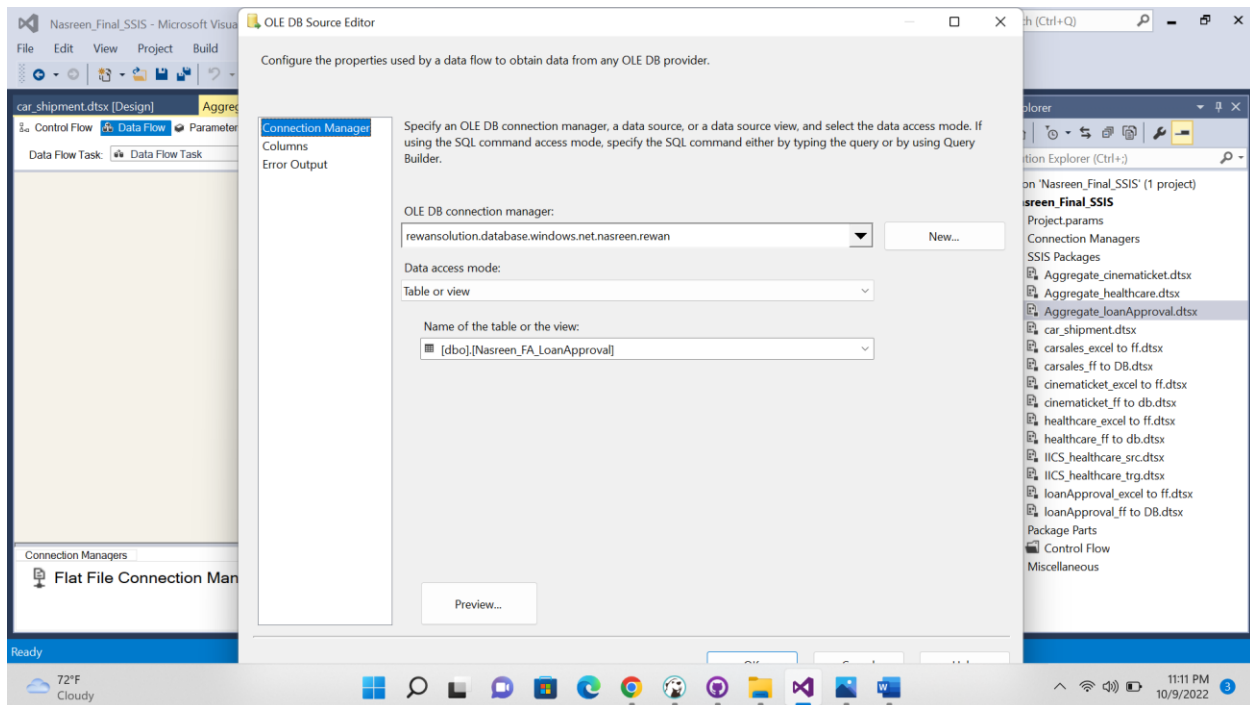 Nasreen_Final_SSIS - Microsoft Visua
(Ctrl+Q)
File Edit View Project Build
OLE DB Source Editor
Configure the properties used by a data flow to obtain data from any OLE DB provider.
car_shipment.dtsx [Design] Aggreg
Control Flow Data Flow Parameter
Data Flow Task: Data Flow Task
Connection Manager
Columns
Error Output
Specify an OLE DB connection manager, a data source, or a data source view, and select the data access mode. If
using the SQL command access mode, specify the SQL command either by typing the query or by using Query
Builder.
OLE DB connection manager:
rewansolution.database.windows.net.nasreen.rewan
New...
Data access mode:
Table or view
Name of the table or the view:
[dbo].[Nasreen_FA_LoanApproval]
Preview...
plorer
tion Explorer (Ctrl+;)
on 'Nasreen_Final_SSIS' (1 project)
sreen_Final_SSIS
Project.params
Connection Managers
SSIS Packages
Aggregate_cinematicket.dtsx
Aggregate_healthcare.dtsx
Aggregate_loanApproval.dtsx
car_shipment.dtsx
carsales_excel to ff.dtsx
carsales_ff to DB.dtsx
cinematicket_excel to ff.dtsx
cinematicket_ff to db.dtsx
healthcare_excel to ff.dtsx
healthcare_ff to db.dtsx
IICS_healthcare_src.dtsx
IICS_healthcare_trg.dtsx
loanApproval_excel to ff.dtsx
loanApproval_ff to DB.dtsx
Package Parts
Control Flow
Miscellaneous
Connection Managers
Flat File Connection Man
Ready
72°F
Cloudy
11:11 PM
10/9/2022
3